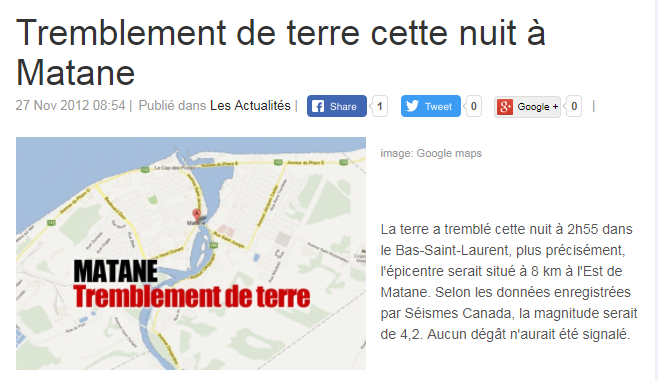 Tremblement de terre cette nuit à
Matane
27 Nov 2012 08:54 | Publié dans Les Actualités | Share 1 Tweet 0 Google + 0 |
image: Google maps
La terre a tremblé cette nuit à 2h55 dans
le Bas-Saint-Laurent, plus précisément,
l'épicentre serait situé à 8 km à l'Est de
Matane. Selon les données enregistrées
par Séismes Canada, la magnitude serait
de 4,2. Aucun dégât n'aurait été signalé.
MATANE
Tremblement de terre
Matane